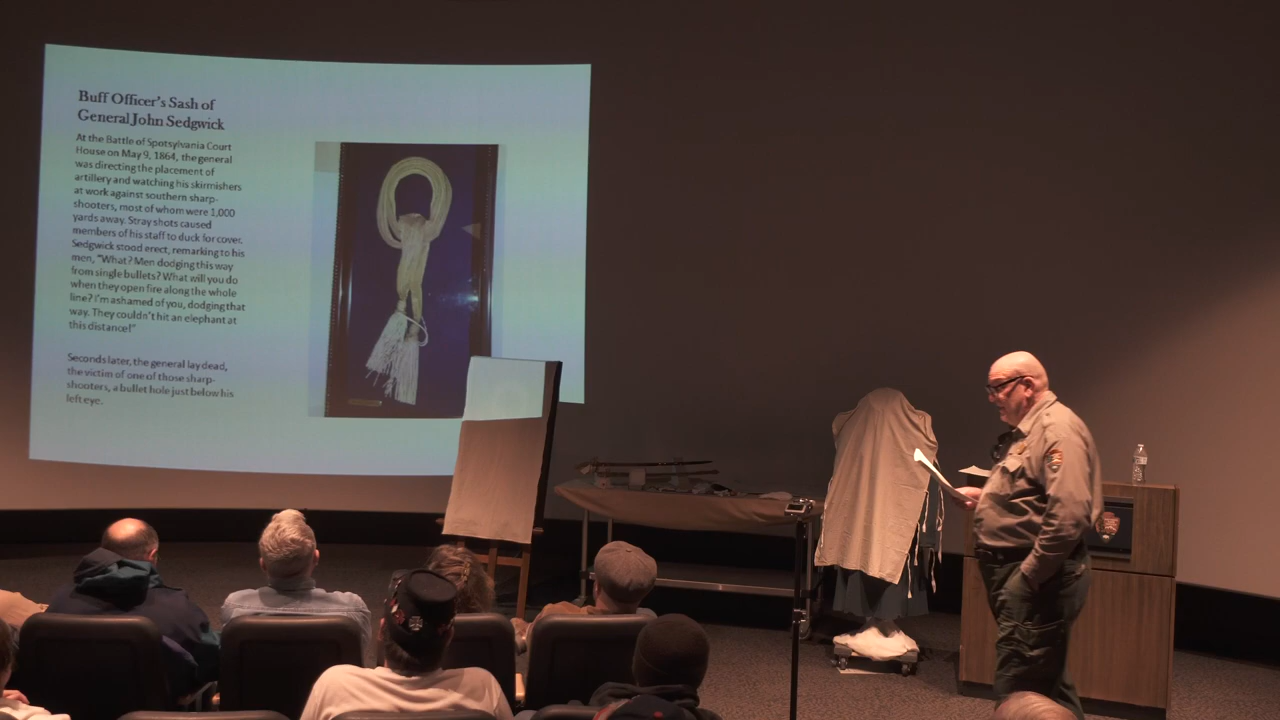 Buff Officer's Sash of
General John Sedgwick
At the Battle of Spotsylvania Court
House on May 9, 1864, the general
was directing the placement of
artillery and watching his skirmishers
at work against southern sharp-
shooters, most of whom were 1,000
yards away. Stray shots caused
members of his staff to duck for cover.
Sedgwick stood erect, remarking to his
men, "What? Men dodging this way
from single bullets? What will you do
when they open fire along the whole
line? I'm ashamed of you, dodging that
way. They couldn't hit an elephant at
this distance!"
Seconds later, the general lay dead,
the victim of one of those sharp-
shooters, a bullet hole just below his
left eye.